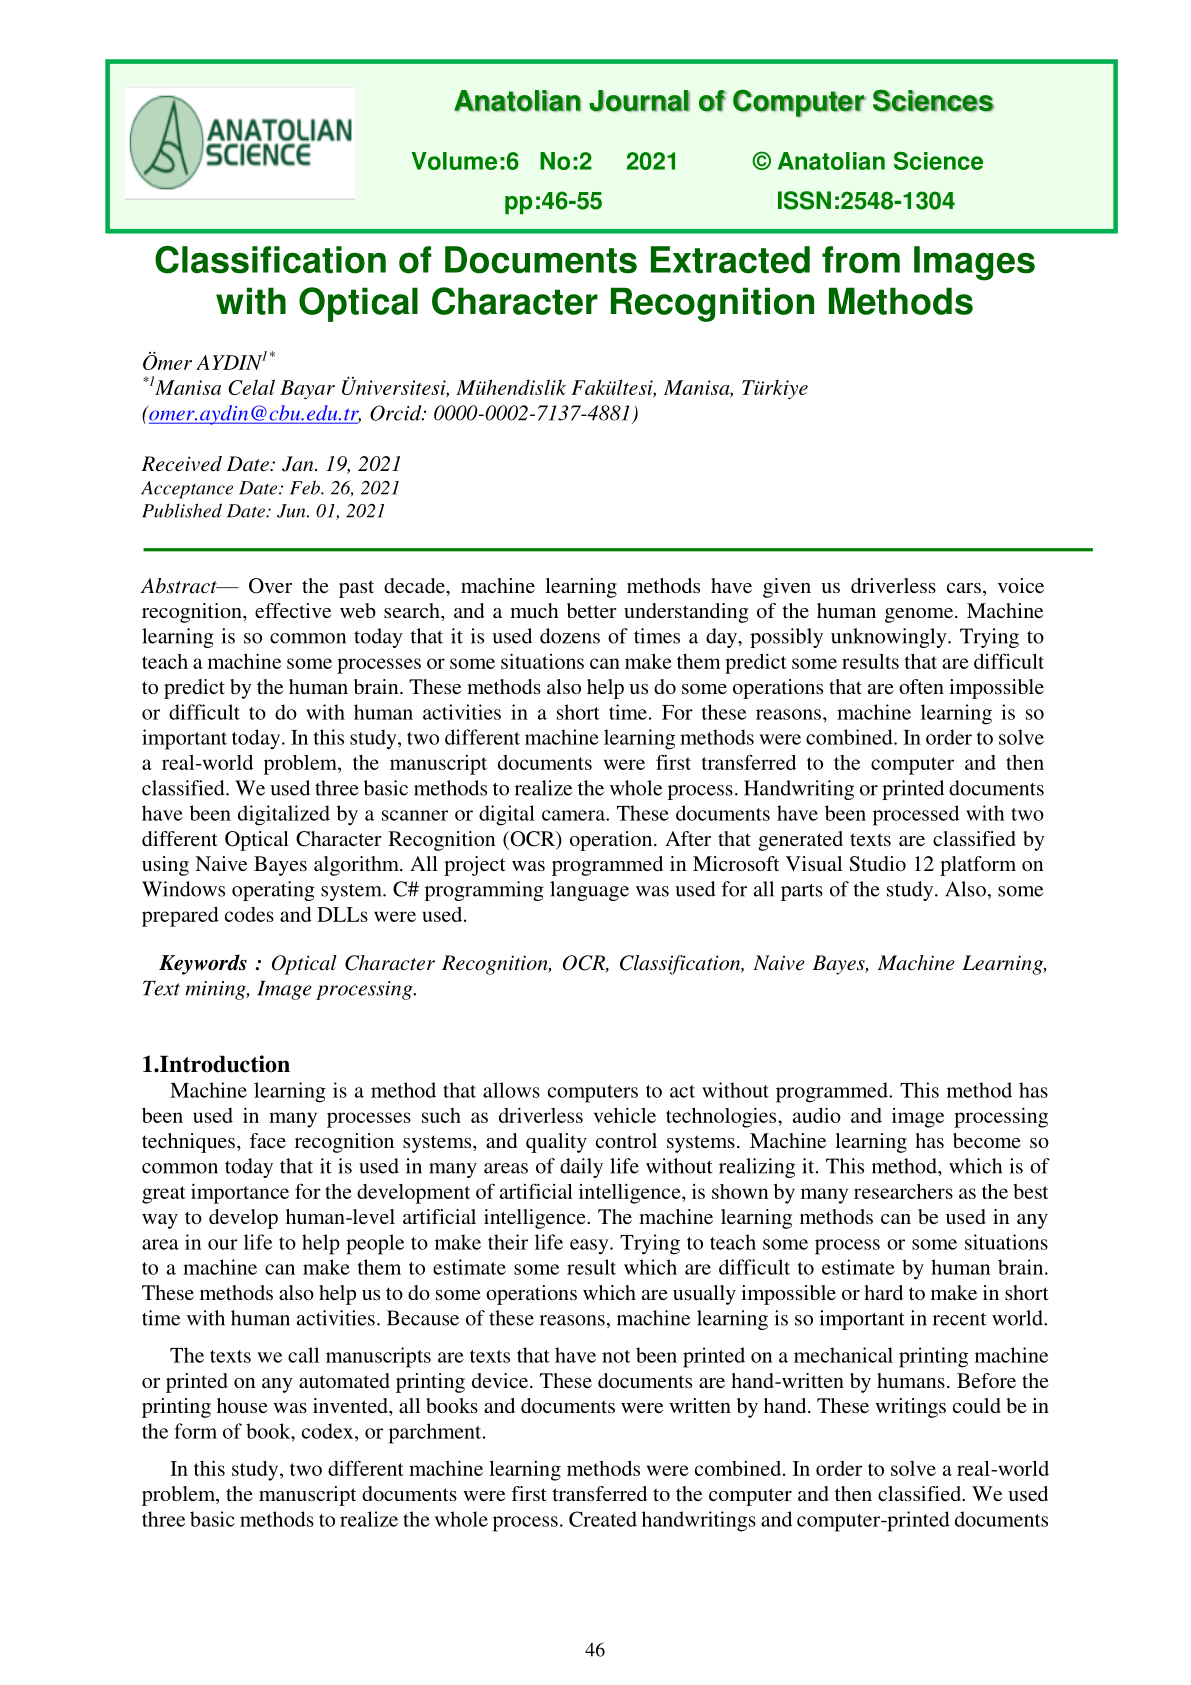 ANATOLIAN
SCIENCE
Anatolian Journal of Computer Sciences
Volume:6 No:2 2021 © Anatolian Science
pp:46-55 ISSN:2548-1304
Classification of Documents Extracted from Images
with Optical Character Recognition Methods
Ömer AYDIN1*
*1Manisa Celal Bayar Üniversitesi, Mühendislik Fakültesi, Manisa, Türkiye
(omer.aydin@cbu.edu.tr, Orcid: 0000-0002-7137-4881)
Received Date: Jan. 19, 2021
Acceptance Date: Feb. 26, 2021
Published Date: Jun. 01, 2021
Abstract— Over the past decade, machine learning methods have given us driverless cars, voice
recognition, effective web search, and a much better understanding of the human genome. Machine
learning is so common today that it is used dozens of times a day, possibly unknowingly. Trying to
teach a machine some processes or some situations can make them predict some results that are difficult
to predict by the human brain. These methods also help us do some operations that are often impossible
or difficult to do with human activities in a short time. For these reasons, machine learning is so
important today. In this study, two different machine learning methods were combined. In order to solve
a real-world problem, the manuscript documents were first transferred to the computer and then
classified. We used three basic methods to realize the whole process. Handwriting or printed documents
have been digitalized by a scanner or digital camera. These documents have been processed with two
different Optical Character Recognition (OCR) operation. After that generated texts are classified by
using Naive Bayes algorithm. All project was programmed in Microsoft Visual Studio 12 platform on
Windows operating system. C# programming language was used for all parts of the study. Also, some
prepared codes and DLLs were used.
Keywords : Optical Character Recognition, OCR, Classification, Naive Bayes, Machine Learning,
Text mining, Image processing.
1.Introduction
Machine learning is a method that allows computers to act without programmed. This method has
been used in many processes such as driverless vehicle technologies, audio and image processing
techniques, face recognition systems, and quality control systems. Machine learning has become so
common today that it is used in many areas of daily life without realizing it. This method, which is of
great importance for the development of artificial intelligence, is shown by many researchers as the best
way to develop human-level artificial intelligence. The machine learning methods can be used in any
area in our life to help people to make their life easy. Trying to teach some process or some situations
to a machine can make them to estimate some result which are difficult to estimate by human brain.
These methods also help us to do some operations which are usually impossible or hard to make in short
time with human activities. Because of these reasons, machine learning is so important in recent world.
The texts we call manuscripts are texts that have not been printed on a mechanical printing machine
or printed on any automated printing device. These documents are hand-written by humans. Before the
printing house was invented, all books and documents were written by hand. These writings could be in
the form of book, codex, or parchment.
In this study, two different machine learning methods were combined. In order to solve a real-world
problem, the manuscript documents were first transferred to the computer and then classified. We used
three basic methods to realize the whole process. Created handwritings and computer-printed documents
46